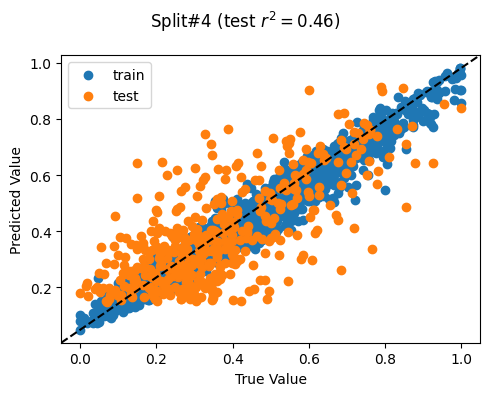 Split#4 (test $r^2 = 0.46$)
train
test
Predicted Value
1.0
0.8
0.6
0.4
0.2
0.0 0.2 0.4 0.6 0.8 1.0
True Value